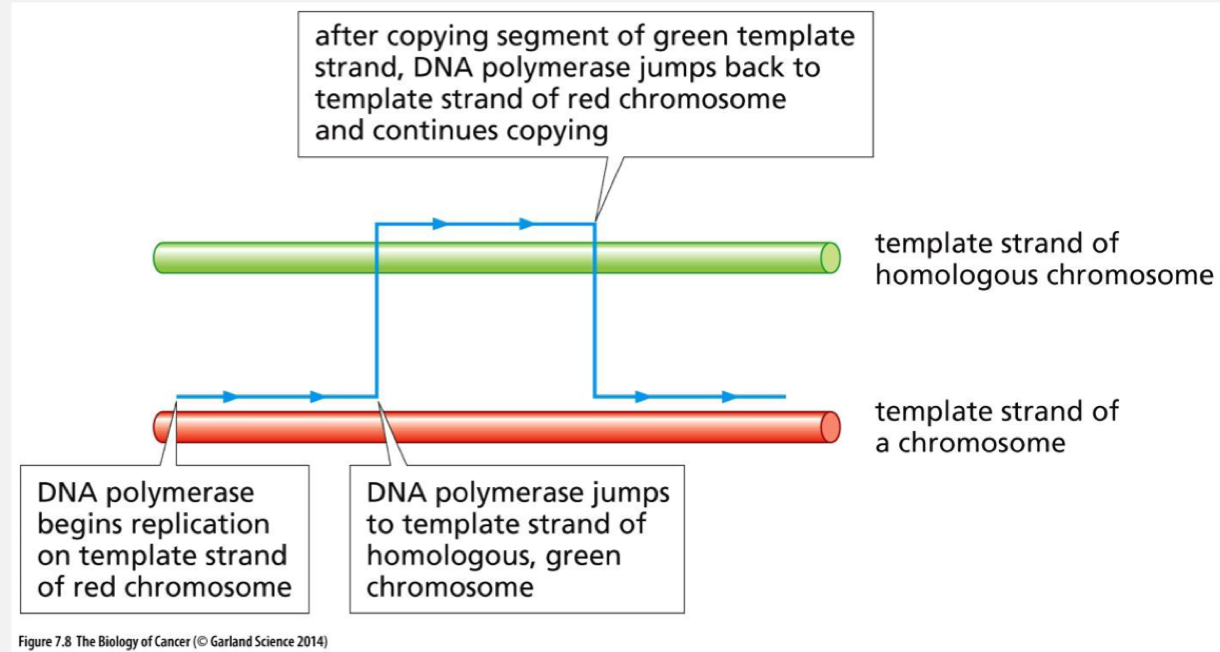 after copying segment of green template
strand, DNA polymerase jumps back to
template strand of red chromosome
and continues copying
template strand of
homologous chromosome
template strand of
a chromosome
DNA polymerase
begins replication
on template strand
of red chromosome
DNA polymerase jumps
to template strand of
homologous, green
chromosome
Figure 7.8 The Biology of Cancer (© Garland Science 2014)